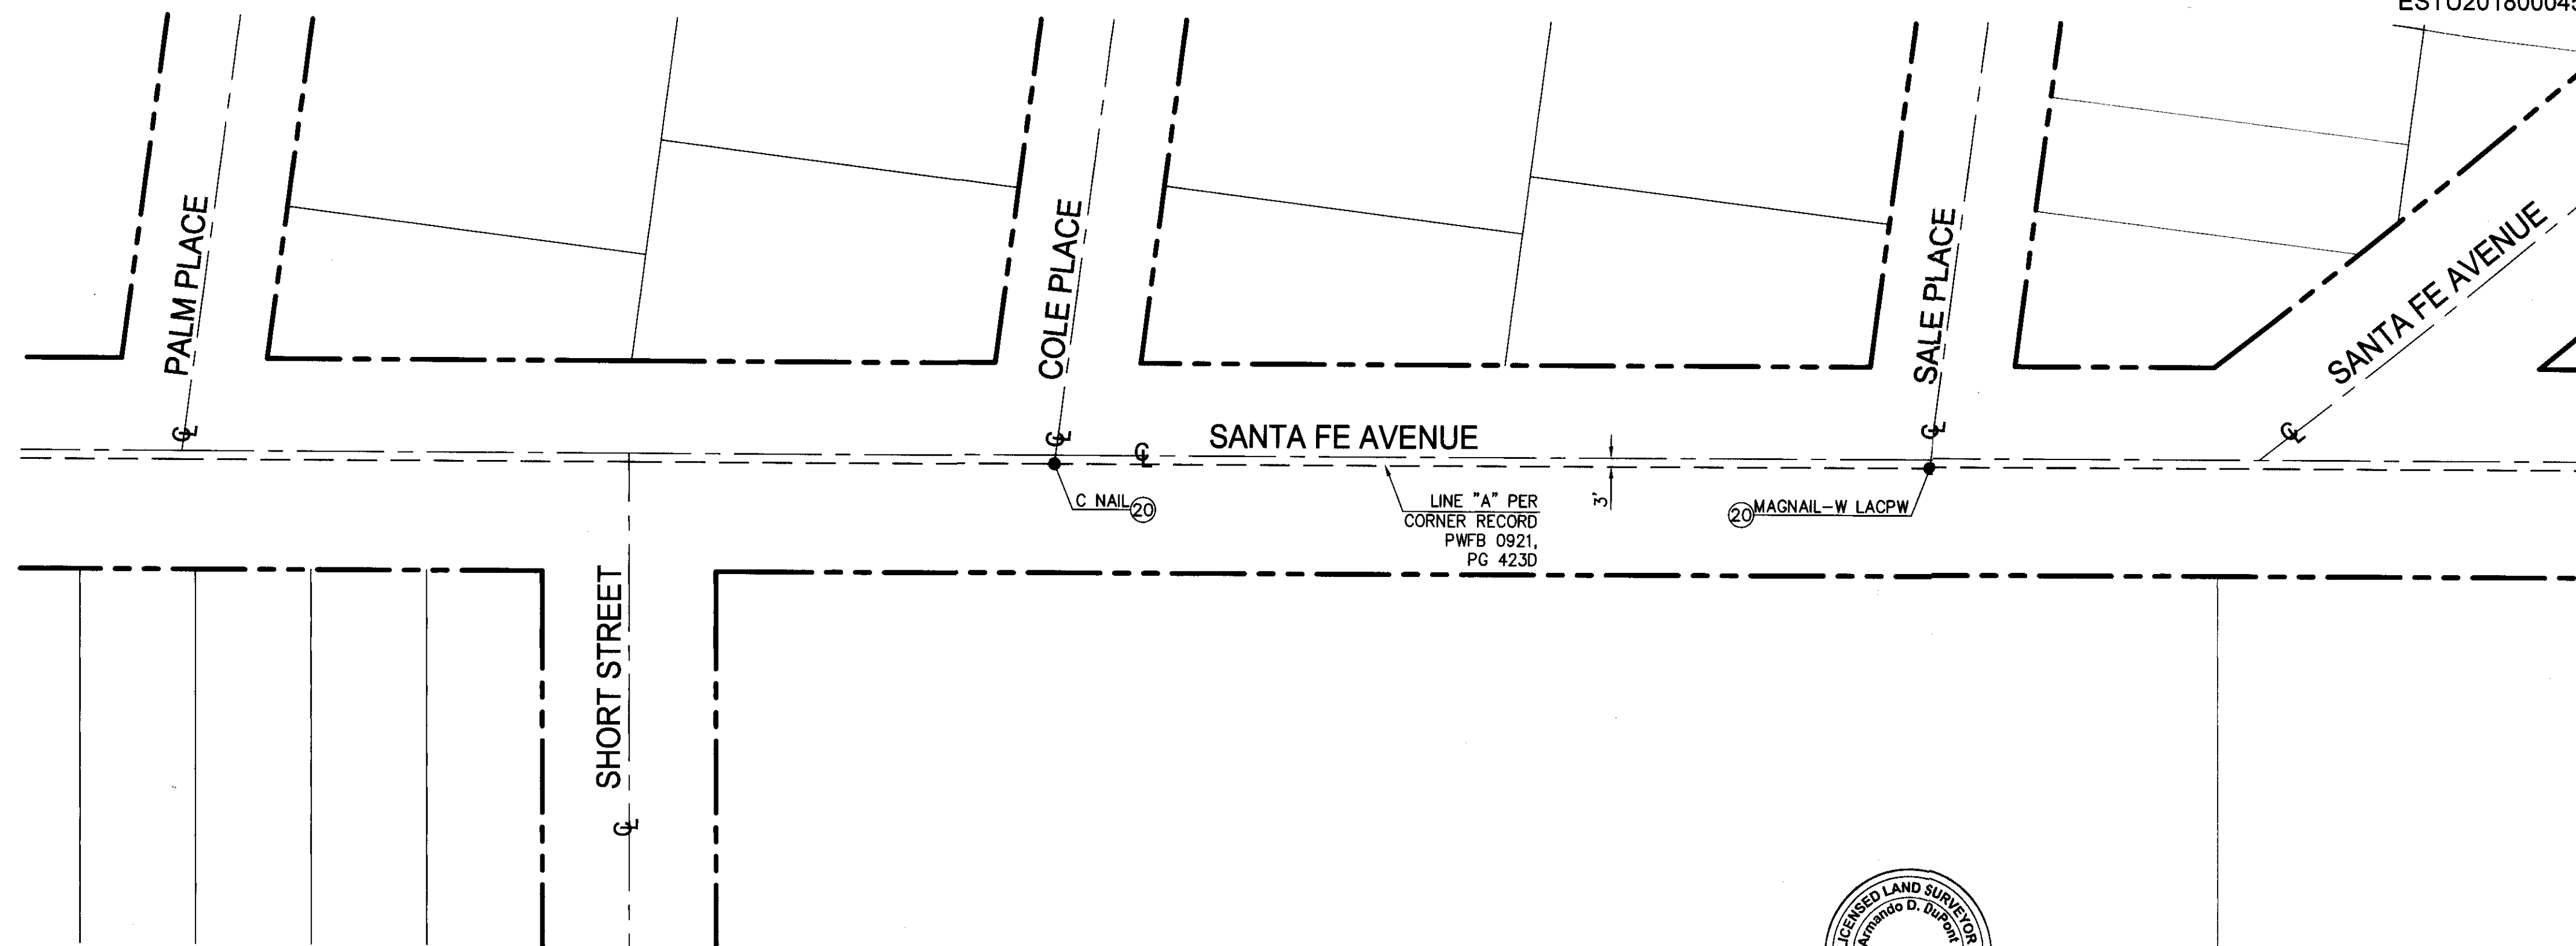 PALM PLACE
COLE PLACE
SALE PLACE
SANTA FE AVENUE
SANTA FE AVENUE
C NAIL 20
LINE "A" PER
CORNER RECORD
PWFB 0921,
PG 423D
3'
20 MAGNAIL-W LACPW
SHORT STREET
LICENSED LAND SURVEYOR
Armando D. DuPont